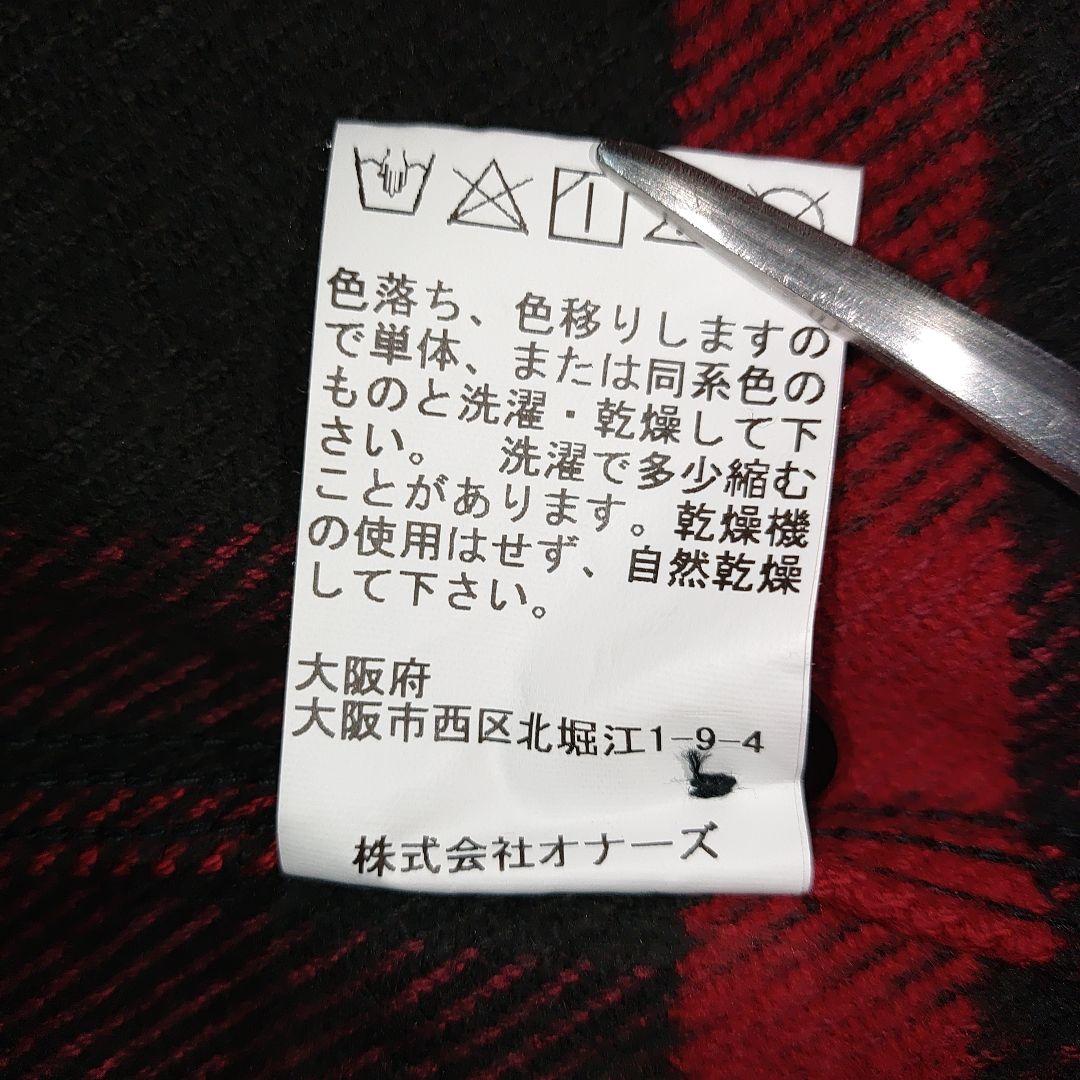 色落ち、色移りしますの
で単体、または同系色の
ものと洗濯・乾燥して下
さい。 洗濯で多少縮む
ことがあります。乾燥機
の使用はせず、自然乾燥
して下さい。
大阪府
大阪市西区北堀江1-9-4
株式会社オナーズ